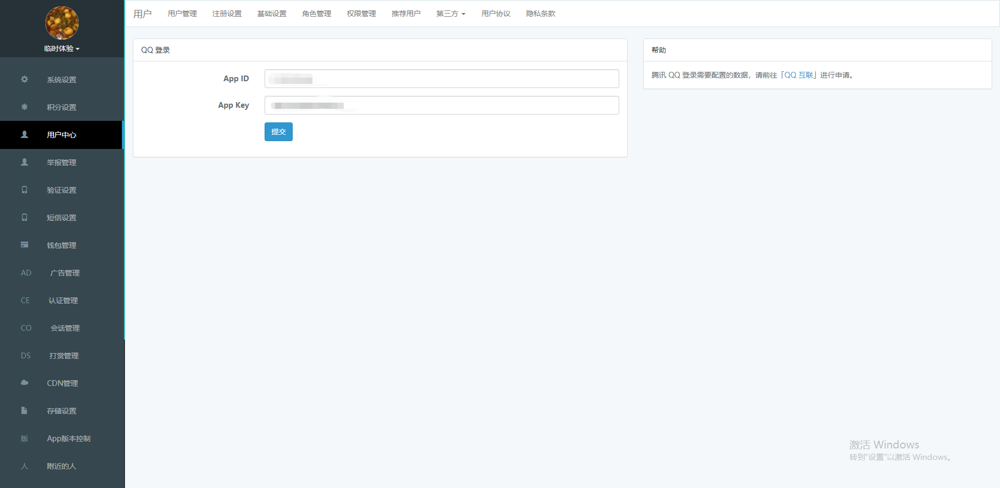 临时体验
系统设置
积分设置
用户中心
举报管理
验证设置
短信设置
钱包管理
AD 广告管理
CE 认证管理
CO 会话管理
DS 打赏管理
CDN管理
存储设置
版 App版本控制
人 附近的人
用户 用户管理 注册设置 基础设置 角色管理 权限管理 推荐用户 第三方 用户协议 隐私条款
QQ 登录
App ID
App Key
提交
帮助
腾讯 QQ 登录需要配置的数据，请前往「QQ 互联」进行申请。
激活 Windows
转到“设置”以激活 Windows。